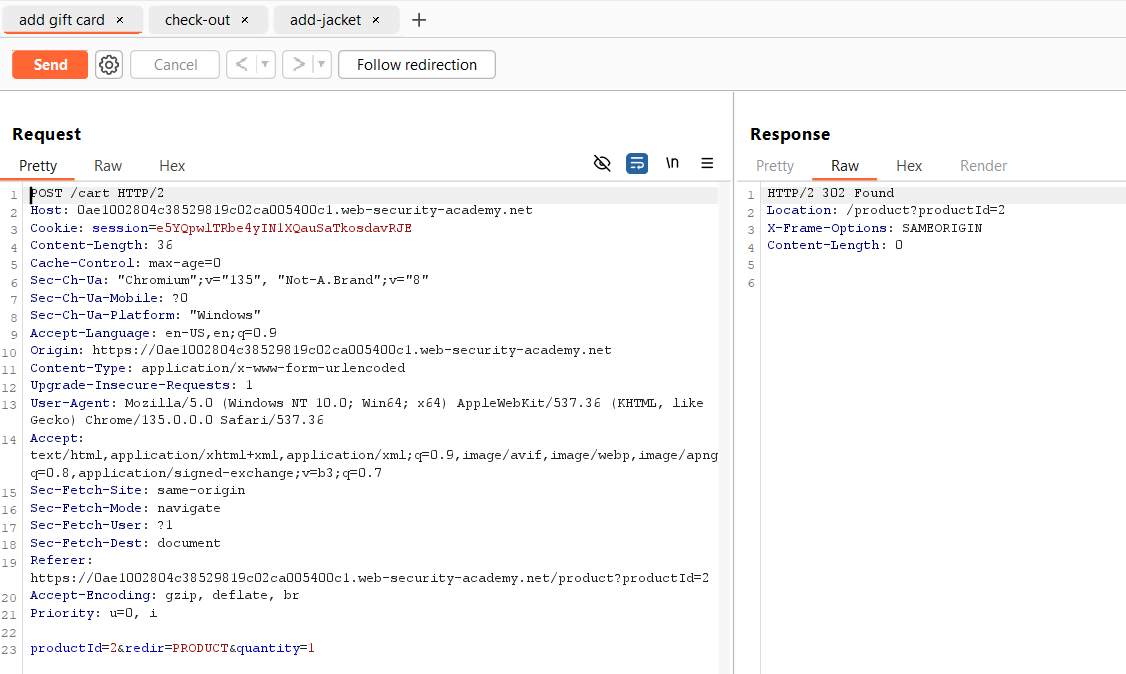 add gift card ×
check-out ×
add-jacket ×
+
Send
Cancel
<
>
Follow redirection
Request
Pretty Raw Hex
\n
1 POST /cart HTTP/2
2 Host: 0ae1002804c38529819c02ca005400c1.web-security-academy.net
3 Cookie: session=e5YQpwlTRbe4yIN1XQauSaTkosdavRJE
4 Content-Length: 36
5 Cache-Control: max-age=0
6 Sec-Ch-Ua: "Chromium";v="135", "Not-A.Brand";v="8"
7 Sec-Ch-Ua-Mobile: ?0
8 Sec-Ch-Ua-Platform: "Windows"
9 Accept-Language: en-US,en;q=0.9
10 Origin: https://0ae1002804c38529819c02ca005400c1.web-security-academy.net
11 Content-Type: application/x-www-form-urlencoded
12 Upgrade-Insecure-Requests: 1
13 User-Agent: Mozilla/5.0 (Windows NT 10.0; Win64; x64) AppleWebKit/537.36 (KHTML, like
Gecko) Chrome/135.0.0.0 Safari/537.36
14 Accept:
text/html,application/xhtml+xml,application/xml;q=0.9,image/avif,image/webp,image/apng
q=0.8,application/signed-exchange;v=b3;q=0.7
15 Sec-Fetch-Site: same-origin
16 Sec-Fetch-Mode: navigate
17 Sec-Fetch-User: ?1
18 Sec-Fetch-Dest: document
19 Referer:
https://0ae1002804c38529819c02ca005400c1.web-security-academy.net/product?productId=2
20 Accept-Encoding: gzip, deflate, br
21 Priority: u=0, i
22
23 productId=2&redir=PRODUCT&quantity=1
Response
Pretty Raw Hex Render
1 HTTP/2 302 Found
2 Location: /product?productId=2
3 X-Frame-Options: SAMEORIGIN
4 Content-Length: 0
5
6